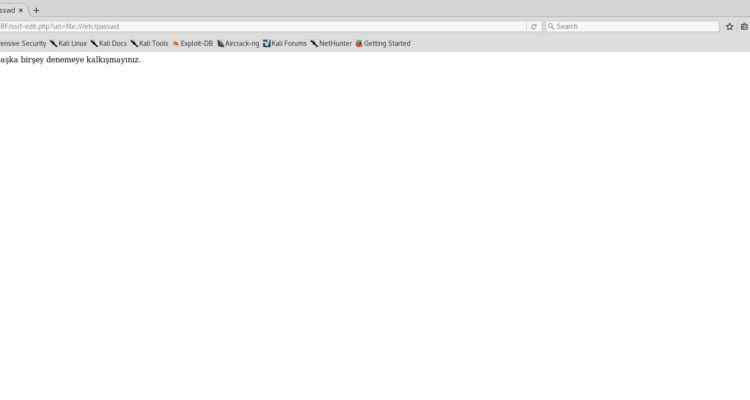 sswd
RF/ssrf-edit.php?url=file:///etc/passwd
Search
ensive Security Kali Linux Kali Docs Kali Tools Exploit-DB Aircrack-ng Kali Forums NetHunter Getting Started
aşka birşey denemeye kalkışmayınız.